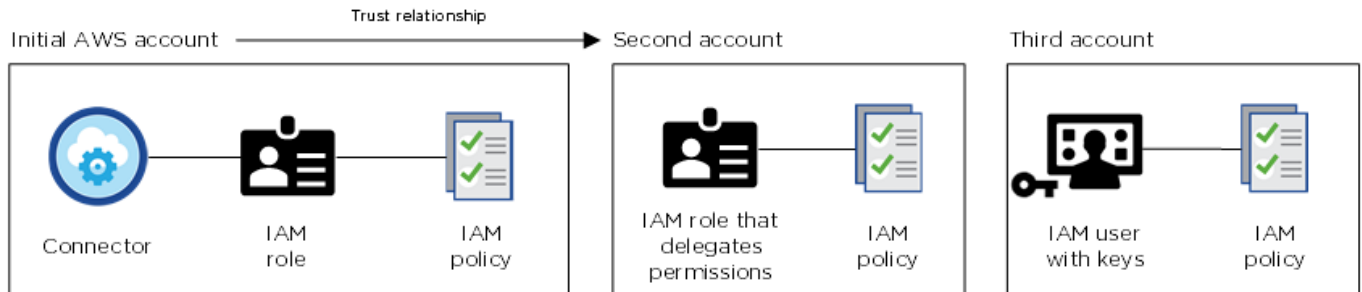 Trust relationship
Initial AWS account
Second account
Third account
Connector
IAM
role
IAM
policy
IAM role that
delegates
permissions
IAM
policy
IAM user
with keys
IAM
policy